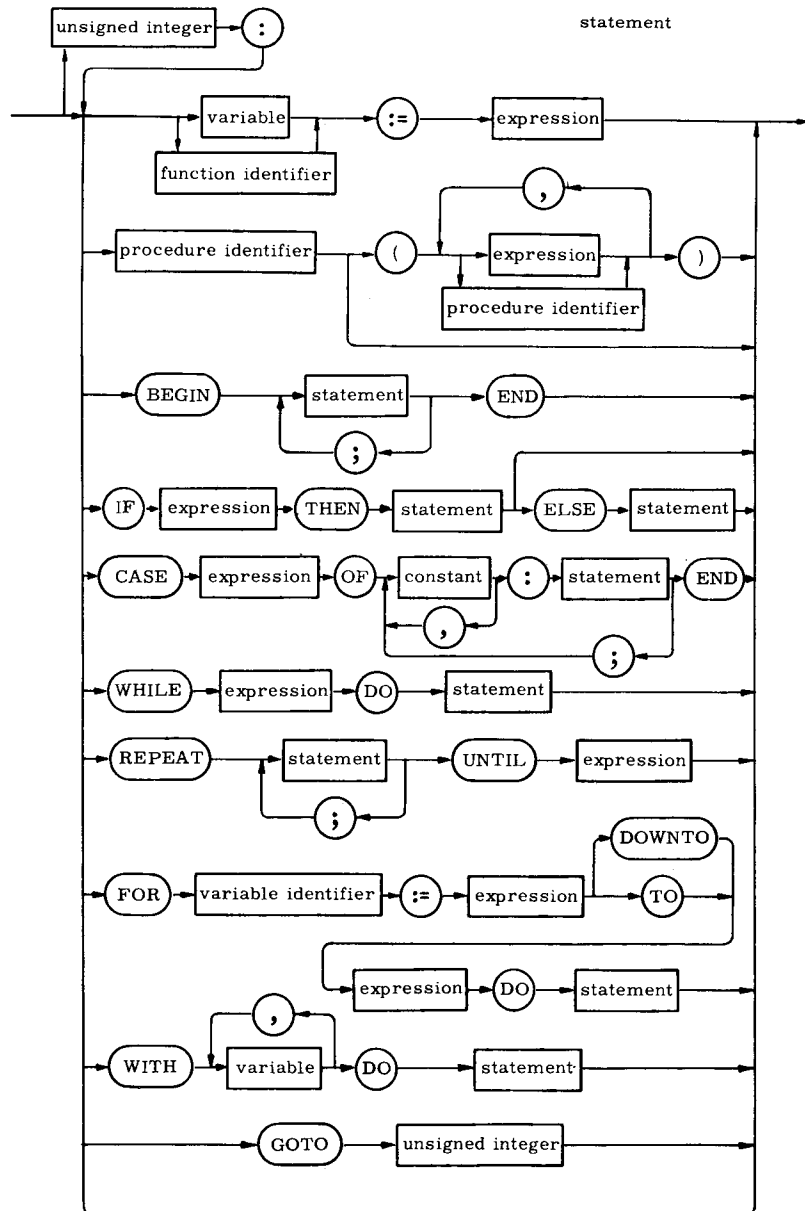 statement
unsigned integer :
variable := expression
function identifier
,
procedure identifier ( expression )
procedure identifier
BEGIN statement END
;
IF expression THEN statement ELSE statement
CASE expression OF constant : statement END
,
;
WHILE expression DO statement
REPEAT statement UNTIL expression
;
DOWNTO
FOR variable identifier := expression TO
expression DO statement
,
WITH variable DO statement
GOTO unsigned integer